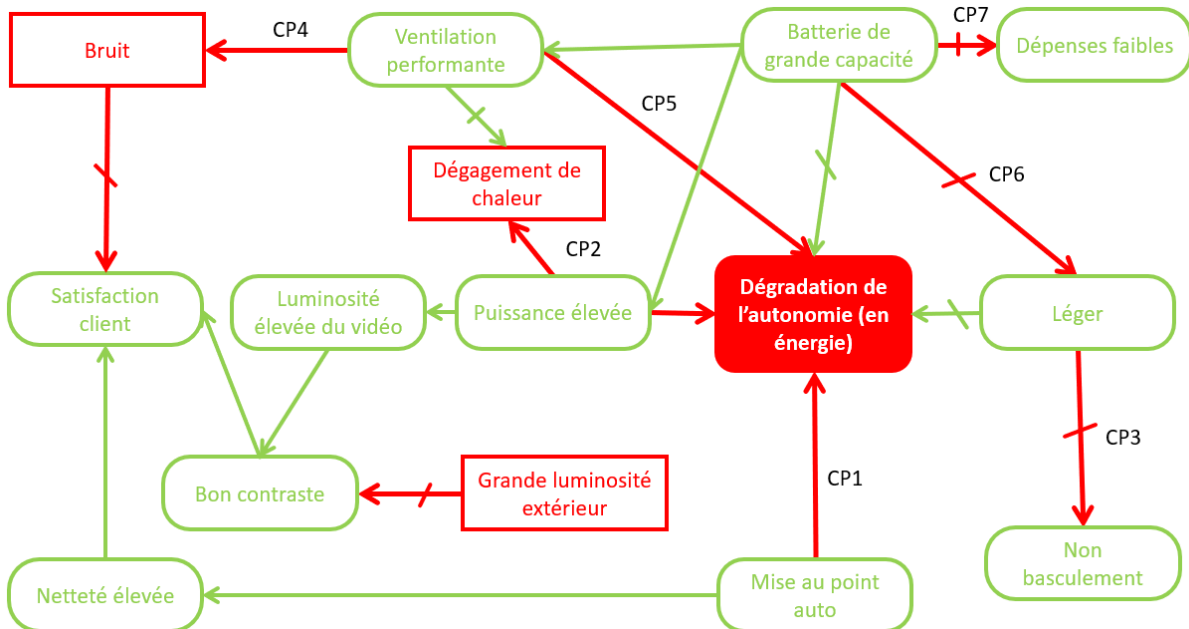 CP7
CP4
Bruit
Ventilation
performante
Batterie de
grande capacité
Dépenses faibles
CP5
Dégagement de
chaleur
CP6
CP2
Satisfaction
client
Luminosité
élevée du vidéo
Puissance élevée
Dégradation de
l’autonomie (en
énergie)
Léger
CP3
Bon contraste
Grande luminosité
extérieur
CP1
Netteté élevée
Mise au point
auto
Non
basculement